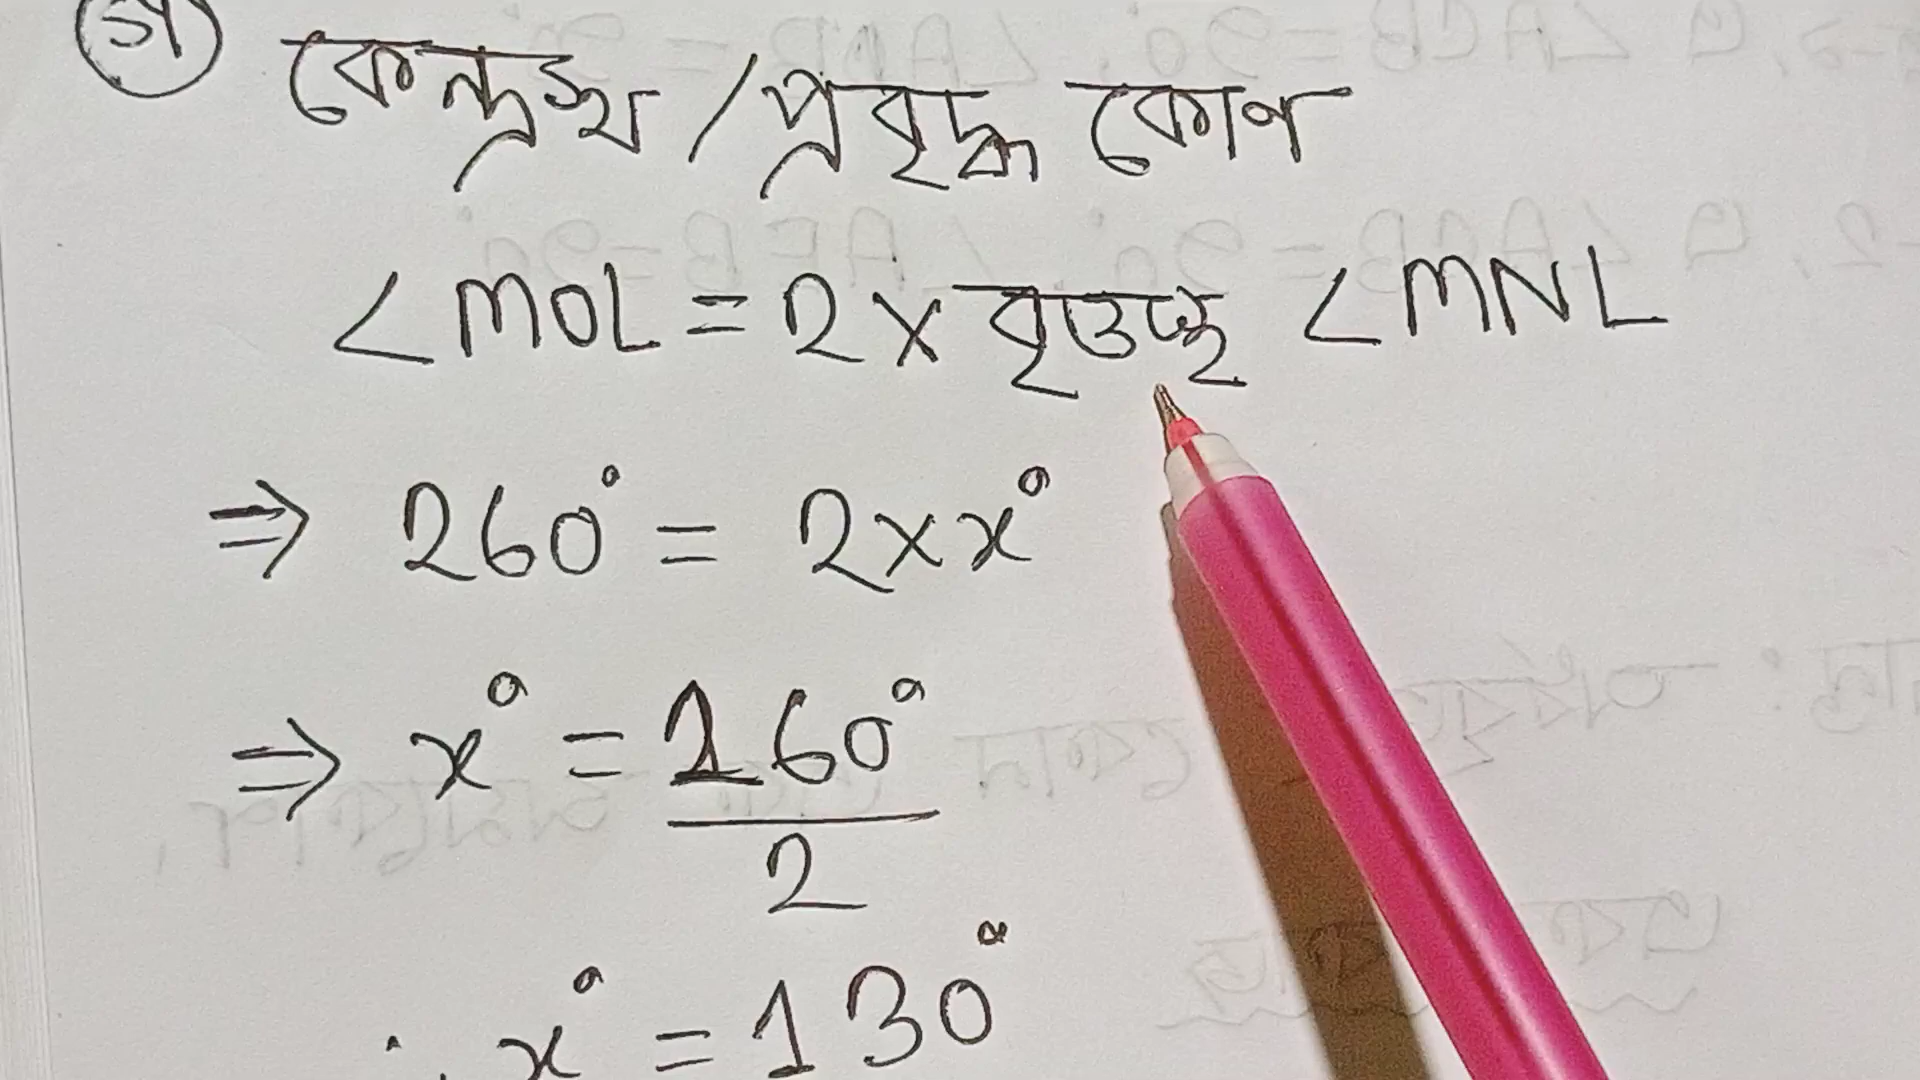 কেন্দ্রস্থ/প্রবৃদ্ধ কোণ
∠MOL = 2 × বৃত্তস্থ ∠MNL
⇒ 260° = 2 × x°
⇒ x° = 260°
2
∴ x° = 130°